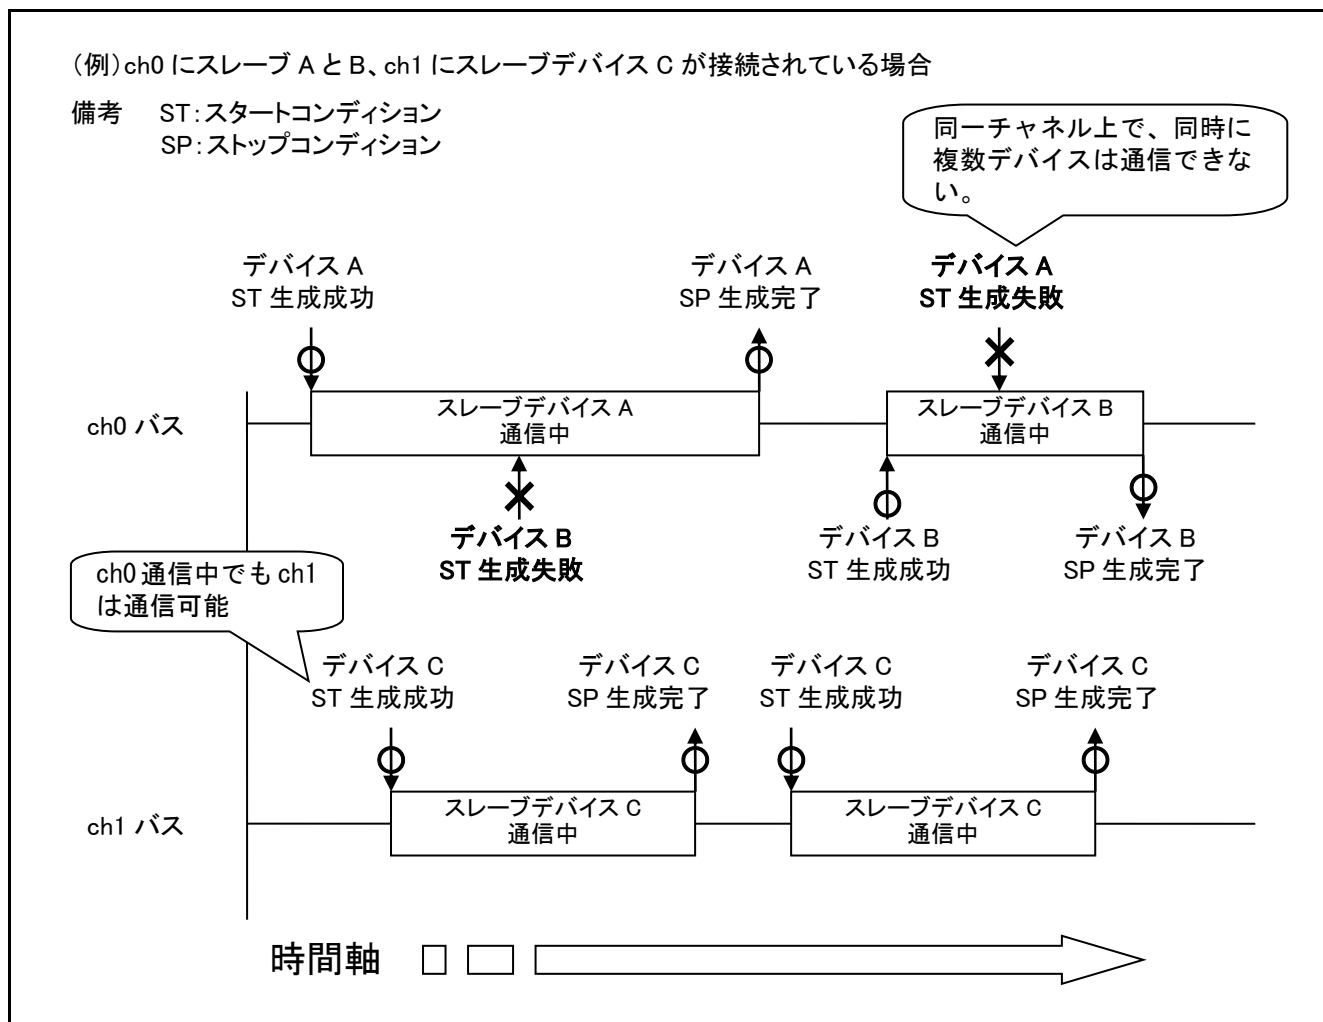 (例)ch0 にスレーブ A と B、ch1 にスレーブデバイス C が接続されている場合
備考 ST:スタートコンディション
SP:ストップコンディション
同一チャネル上で、同時に
複数デバイスは通信できな
い。
デバイス A
ST 生成成功
デバイス A
SP 生成完了
デバイス A
ST 生成失敗
ch0 バス
スレーブデバイス A
通信中
スレーブデバイス B
通信中
デバイス B
ST 生成失敗
デバイス B
ST 生成成功
デバイス B
SP 生成完了
ch0 通信中でも ch1
は通信可能
デバイス C
ST 生成成功
デバイス C
SP 生成完了
デバイス C
ST 生成成功
デバイス C
SP 生成完了
ch1 バス
スレーブデバイス C
通信中
スレーブデバイス C
通信中
時間軸